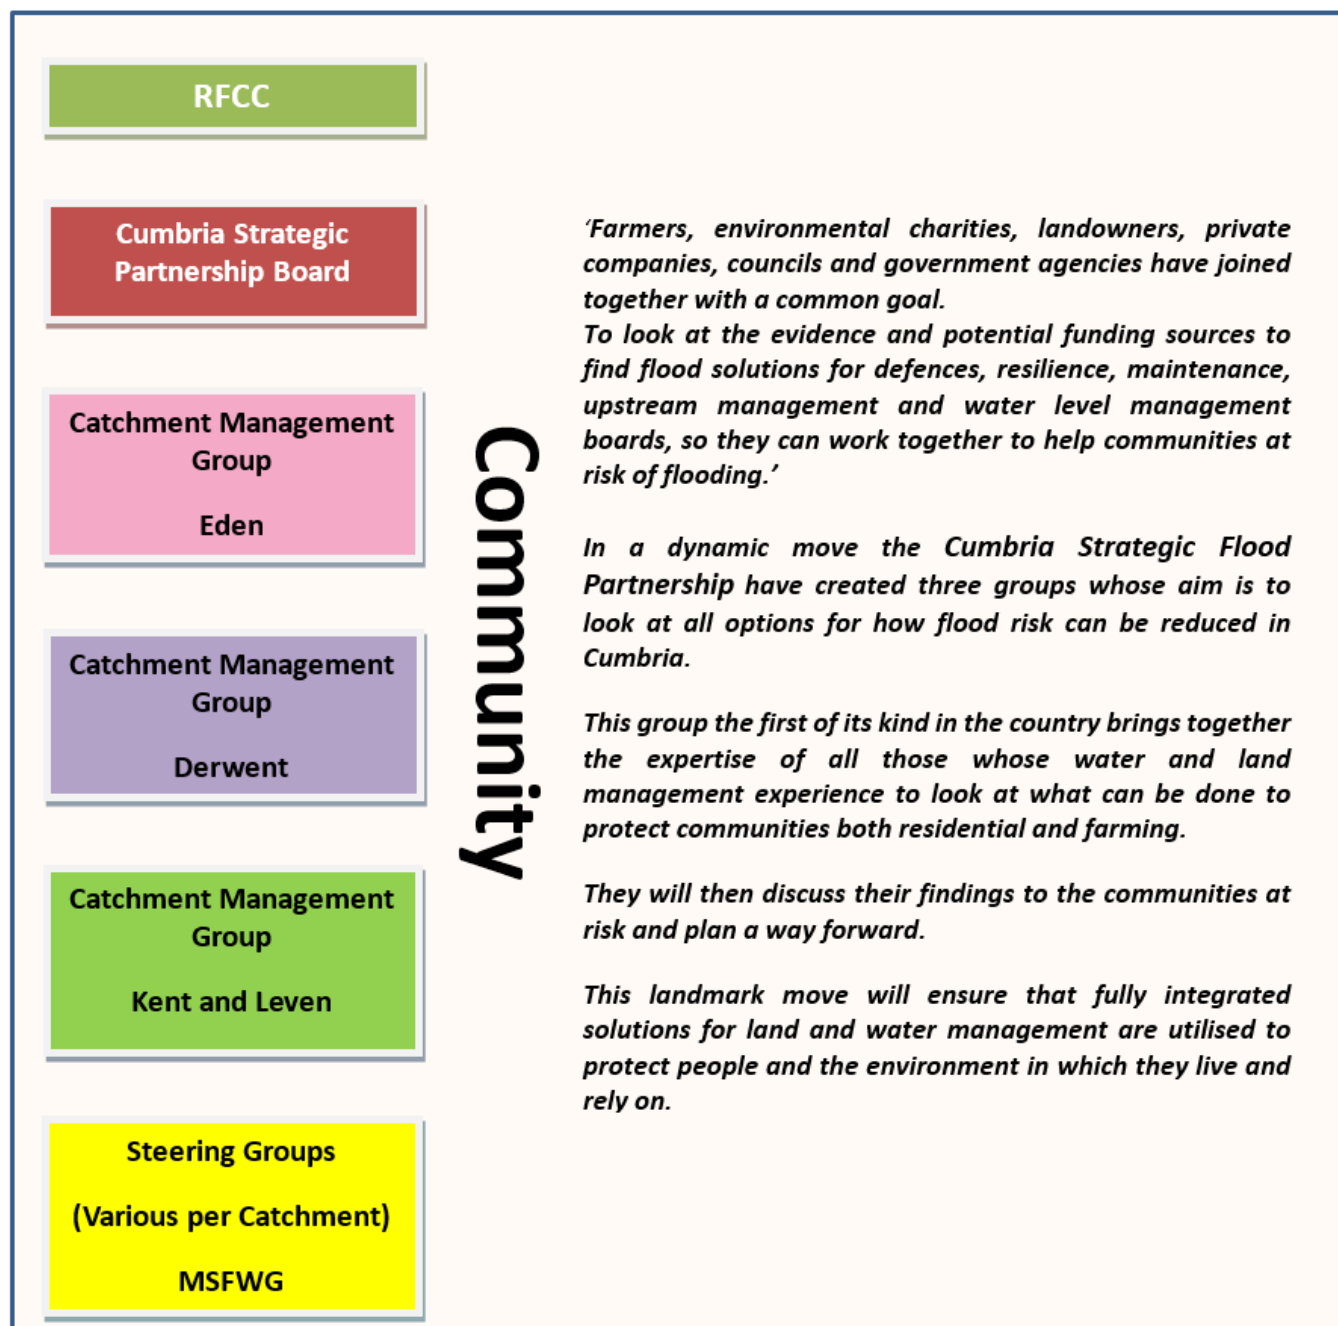 RFCC
Cumbria Strategic
Partnership Board
Catchment Management
Group
Eden
Catchment Management
Group
Derwent
Catchment Management
Group
Kent and Leven
Steering Groups
(Various per Catchment)
MSFWG
Community
‘Farmers, environmental charities, landowners, private
companies, councils and government agencies have joined
together with a common goal.
To look at the evidence and potential funding sources to
find flood solutions for defences, resilience, maintenance,
upstream management and water level management
boards, so they can work together to help communities at
risk of flooding.’
In a dynamic move the Cumbria Strategic Flood
Partnership have created three groups whose aim is to
look at all options for how flood risk can be reduced in
Cumbria.
This group the first of its kind in the country brings together
the expertise of all those whose water and land
management experience to look at what can be done to
protect communities both residential and farming.
They will then discuss their findings to the communities at
risk and plan a way forward.
This landmark move will ensure that fully integrated
solutions for land and water management are utilised to
protect people and the environment in which they live and
rely on.